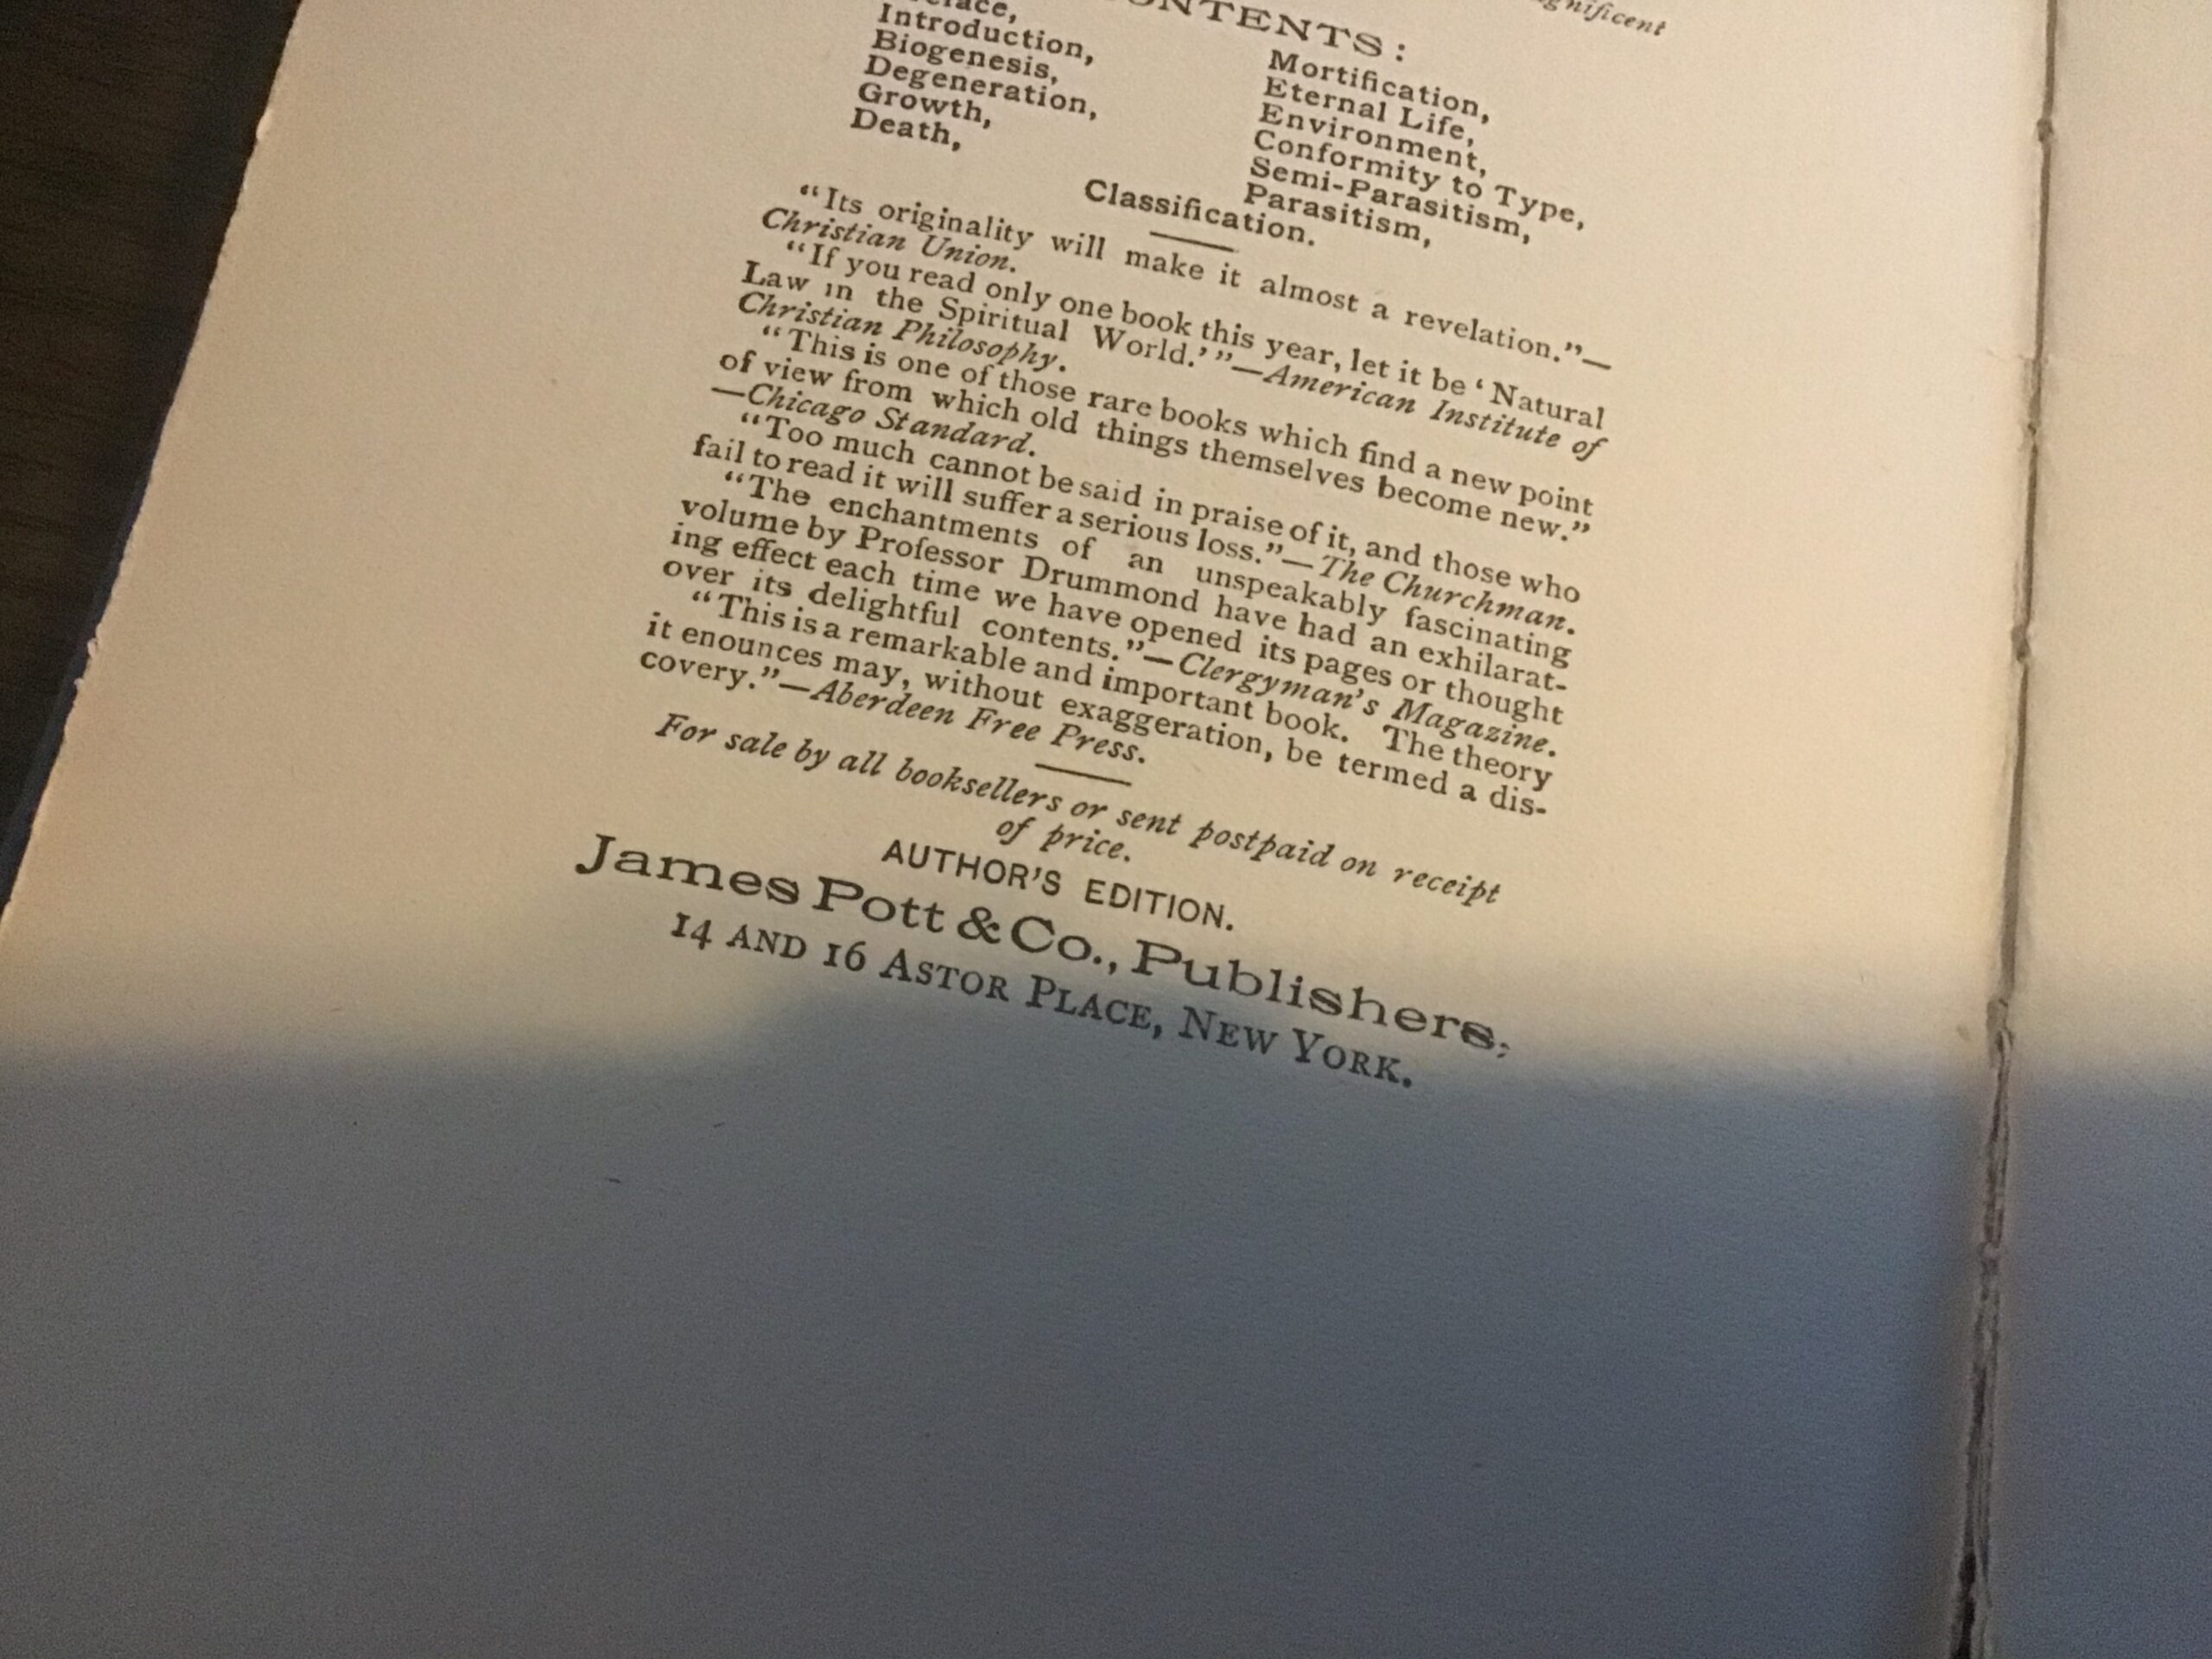 CONTENTS:
Introduction,
Biogenesis,
Degeneration,
Growth,
Death,
Mortification,
Eternal Life,
Environment,
Conformity to Type,
Semi-Parasitism,
Parasitism,
Classification.
“Its originality will make it almost a revelation.”—
Christian Union.
“If you read only one book this year, let it be ‘Natural
Law in the Spiritual World.’”—American Institute of
Christian Philosophy.
“This is one of those rare books which find a new point
of view from which old things themselves become new.”
—Chicago Standard.
“Too much cannot be said in praise of it, and those who
fail to read it will suffer a serious loss.”—The Churchman.
“The enchantments of an unspeakably fascinating
volume by Professor Drummond have had an exhilarat-
ing effect each time we have opened its pages or thought
over its delightful contents.”—Clergyman's Magazine.
“This is a remarkable and important book. The theory
it enounces may, without exaggeration, be termed a dis-
covery.”—Aberdeen Free Press.
For sale by all booksellers or sent postpaid on receipt
of price.
AUTHOR'S EDITION.
James Pott & Co., Publishers,
14 AND 16 ASTOR PLACE, NEW YORK.